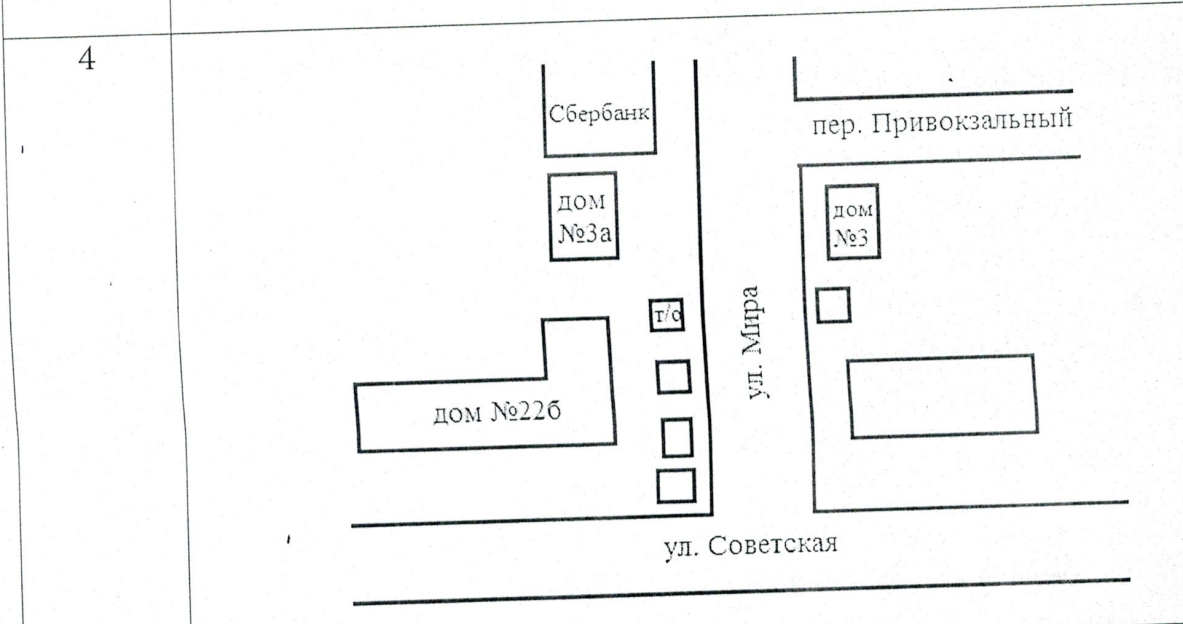 4
Сбербанк
пер. Привокзальный
дом
№3а
дом
№3
т/о
ул. Мира
дом №22б
ул. Советская